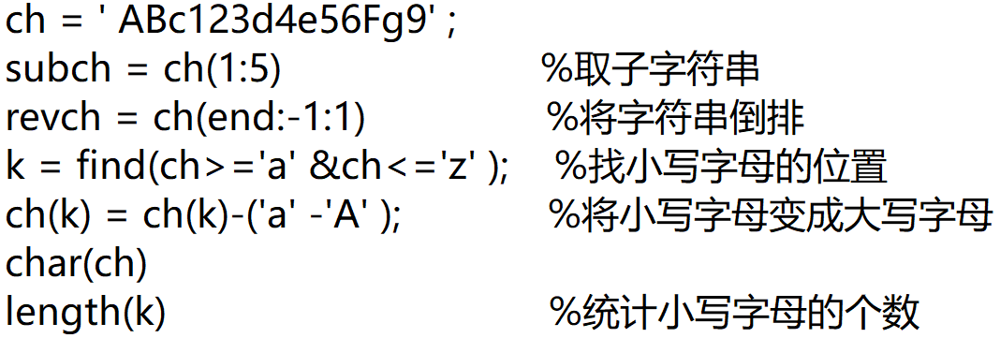 ch = ' ABc123d4e56Fg9' ;
subch = ch(1:5) %取子字符串
revch = ch(end:-1:1) %将字符串倒排
k = find(ch>='a' &ch<='z' ); %找小写字母的位置
ch(k) = ch(k)-('a' -'A' ); %将小写字母变成大写字母
char(ch)
length(k) %统计小写字母的个数